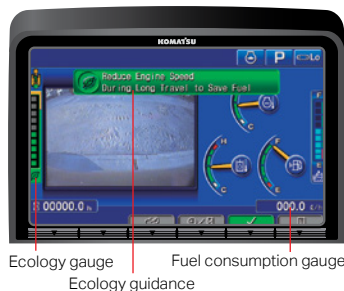 KOMATSU
P
Lo
Reduce Engine Speed
During Long Travel to Save Fuel
H
C
F
C
E
F
E
00000.0 h
000.0 ℓ/h
Ecology gauge
Fuel consumption gauge
Ecology guidance